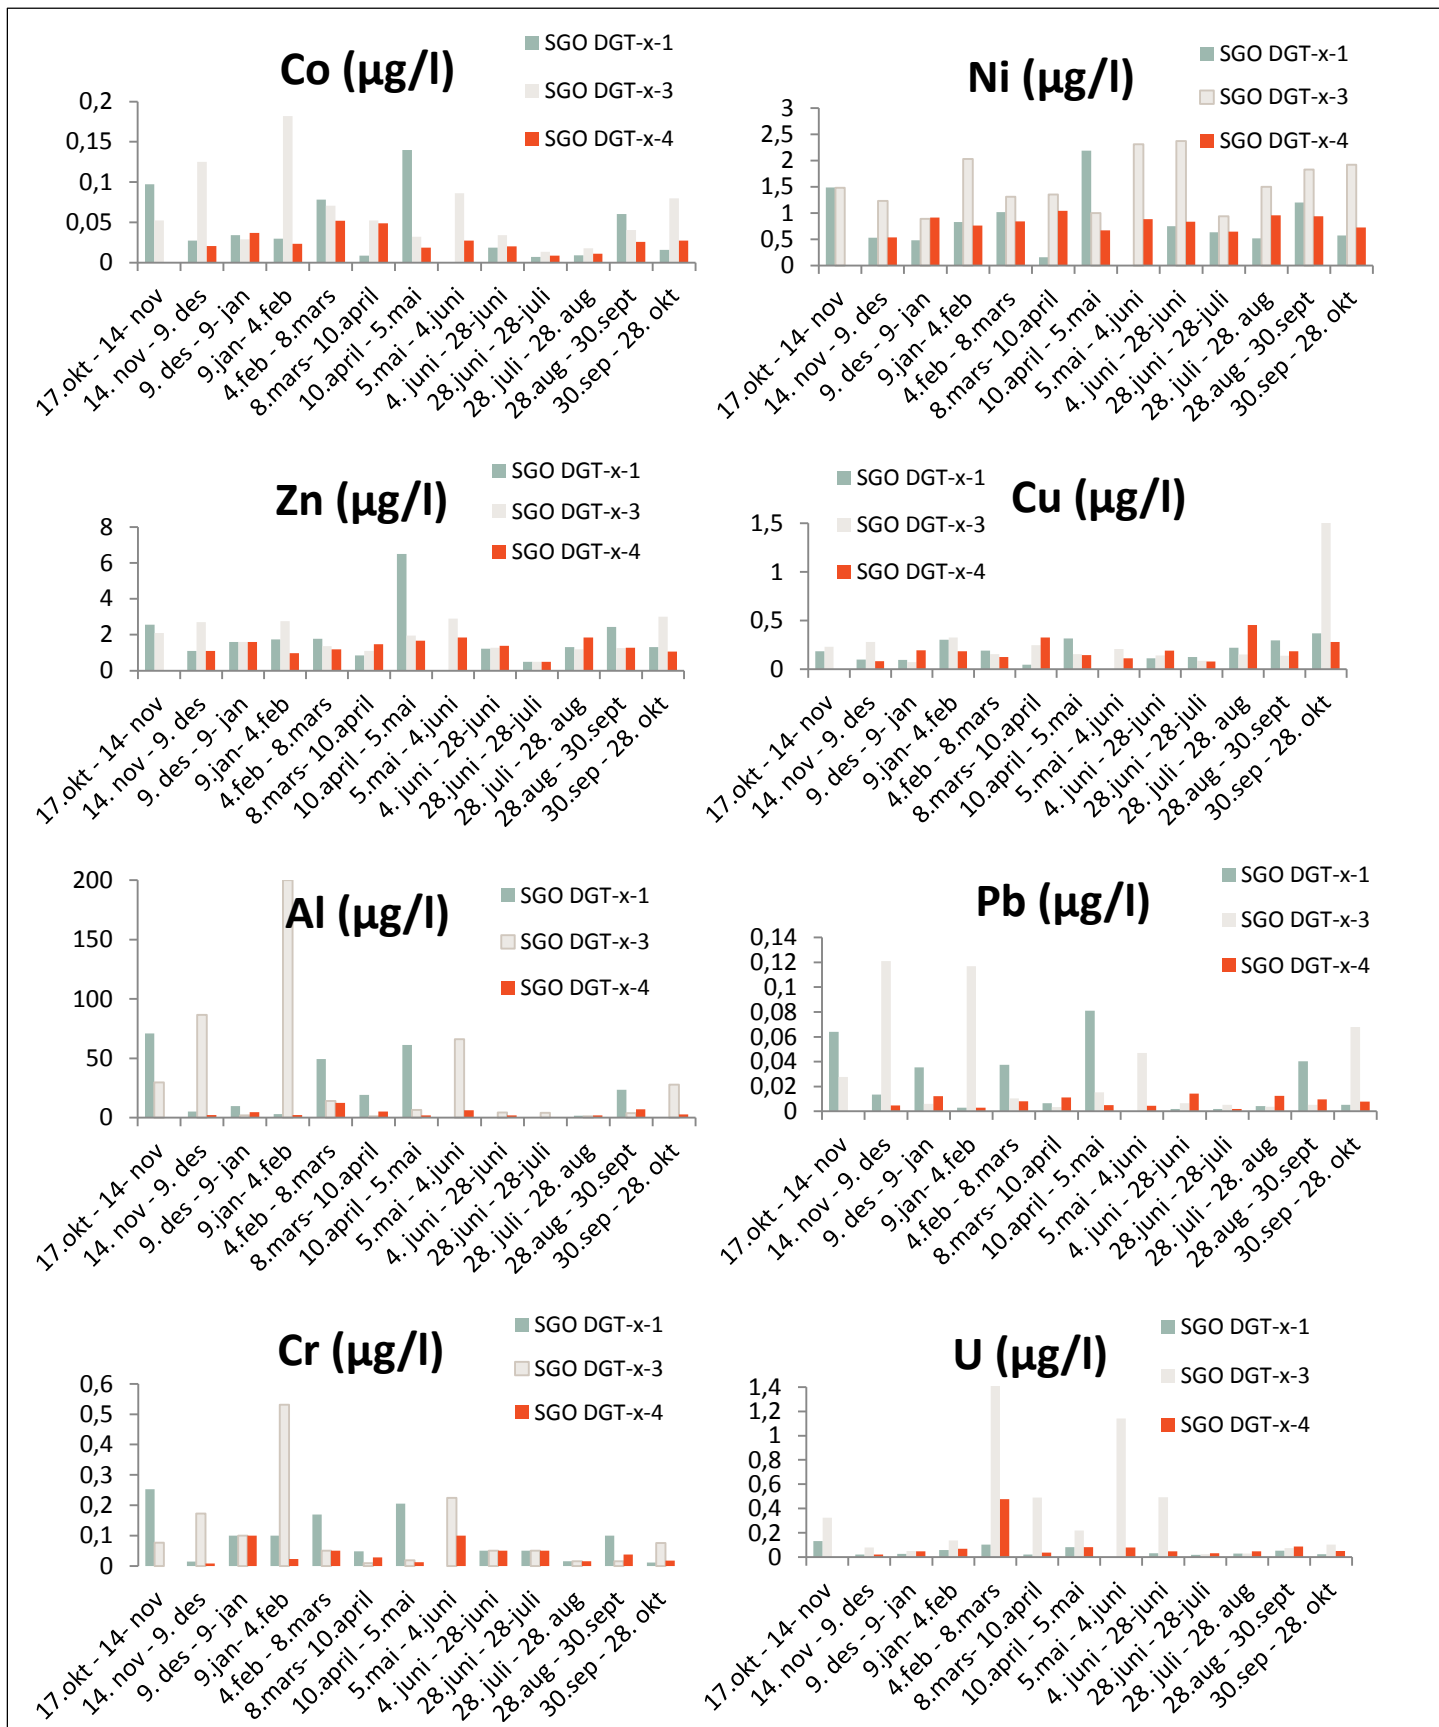 Co (µg/l)
SGO DGT-x-1
SGO DGT-x-3
SGO DGT-x-4
0,2
0,15
0,1
0,05
0
17.okt - 14- nov
14. nov - 9. des
9. des - 9- jan
9.jan- 4.feb
4.feb - 8.mars
8.mars- 10.april
10.april - 5.mai
5.mai - 4.juni
4. juni - 28-juni
28.juni - 28-juli
28. juli - 28. aug
28.aug - 30.sept
30.sep - 28. okt
Ni (µg/l)
SGO DGT-x-1
SGO DGT-x-3
SGO DGT-x-4
3
2,5
2
1,5
1
0,5
0
17.okt - 14- nov
14. nov - 9. des
9. des - 9- jan
9.jan- 4.feb
4.feb - 8.mars
8.mars- 10.april
10.april - 5.mai
5.mai - 4.juni
4. juni - 28-juni
28.juni - 28-juli
28. juli - 28. aug
28.aug - 30.sept
30.sep - 28. okt
Zn (µg/l)
SGO DGT-x-1
SGO DGT-x-3
SGO DGT-x-4
8
6
4
2
0
17.okt - 14- nov
14. nov - 9. des
9. des - 9- jan
9.jan- 4.feb
4.feb - 8.mars
8.mars- 10.april
10.april - 5.mai
5.mai - 4.juni
4. juni - 28-juni
28.juni - 28-juli
28. juli - 28. aug
28.aug - 30.sept
30.sep - 28. okt
Cu (µg/l)
SGO DGT-x-1
SGO DGT-x-3
SGO DGT-x-4
1,5
1
0,5
0
17.okt - 14- nov
14. nov - 9. des
9. des - 9- jan
9.jan- 4.feb
4.feb - 8.mars
8.mars- 10.april
10.april - 5.mai
5.mai - 4.juni
4. juni - 28-juni
28.juni - 28-juli
28. juli - 28. aug
28.aug - 30.sept
30.sep - 28. okt
Al (µg/l)
SGO DGT-x-1
SGO DGT-x-3
SGO DGT-x-4
200
150
100
50
0
17.okt - 14- nov
14. nov - 9. des
9. des - 9- jan
9.jan- 4.feb
4.feb - 8.mars
8.mars- 10.april
10.april - 5.mai
5.mai - 4.juni
4. juni - 28-juni
28.juni - 28-juli
28. juli - 28. aug
28.aug - 30.sept
30.sep - 28. okt
Pb (µg/l)
SGO DGT-x-1
SGO DGT-x-3
SGO DGT-x-4
0,14
0,12
0,1
0,08
0,06
0,04
0,02
0
17.okt - 14- nov
14. nov - 9. des
9. des - 9- jan
9.jan- 4.feb
4.feb - 8.mars
8.mars- 10.april
10.april - 5.mai
5.mai - 4.juni
4. juni - 28-juni
28.juni - 28-juli
28. juli - 28. aug
28.aug - 30.sept
30.sep - 28. okt
Cr (µg/l)
SGO DGT-x-1
SGO DGT-x-3
SGO DGT-x-4
0,6
0,5
0,4
0,3
0,2
0,1
0
17.okt - 14- nov
14. nov - 9. des
9. des - 9- jan
9.jan- 4.feb
4.feb - 8.mars
8.mars- 10.april
10.april - 5.mai
5.mai - 4.juni
4. juni - 28-juni
28.juni - 28-juli
28. juli - 28. aug
28.aug - 30.sept
30.sep - 28. okt
U (µg/l)
SGO DGT-x-1
SGO DGT-x-3
SGO DGT-x-4
1,4
1,2
1
0,8
0,6
0,4
0,2
0
17.okt - 14- nov
14. nov - 9. des
9. des - 9- jan
9.jan- 4.feb
4.feb - 8.mars
8.mars- 10.april
10.april - 5.mai
5.mai - 4.juni
4. juni - 28-juni
28.juni - 28-juli
28. juli - 28. aug
28.aug - 30.sept
30.sep - 28. okt